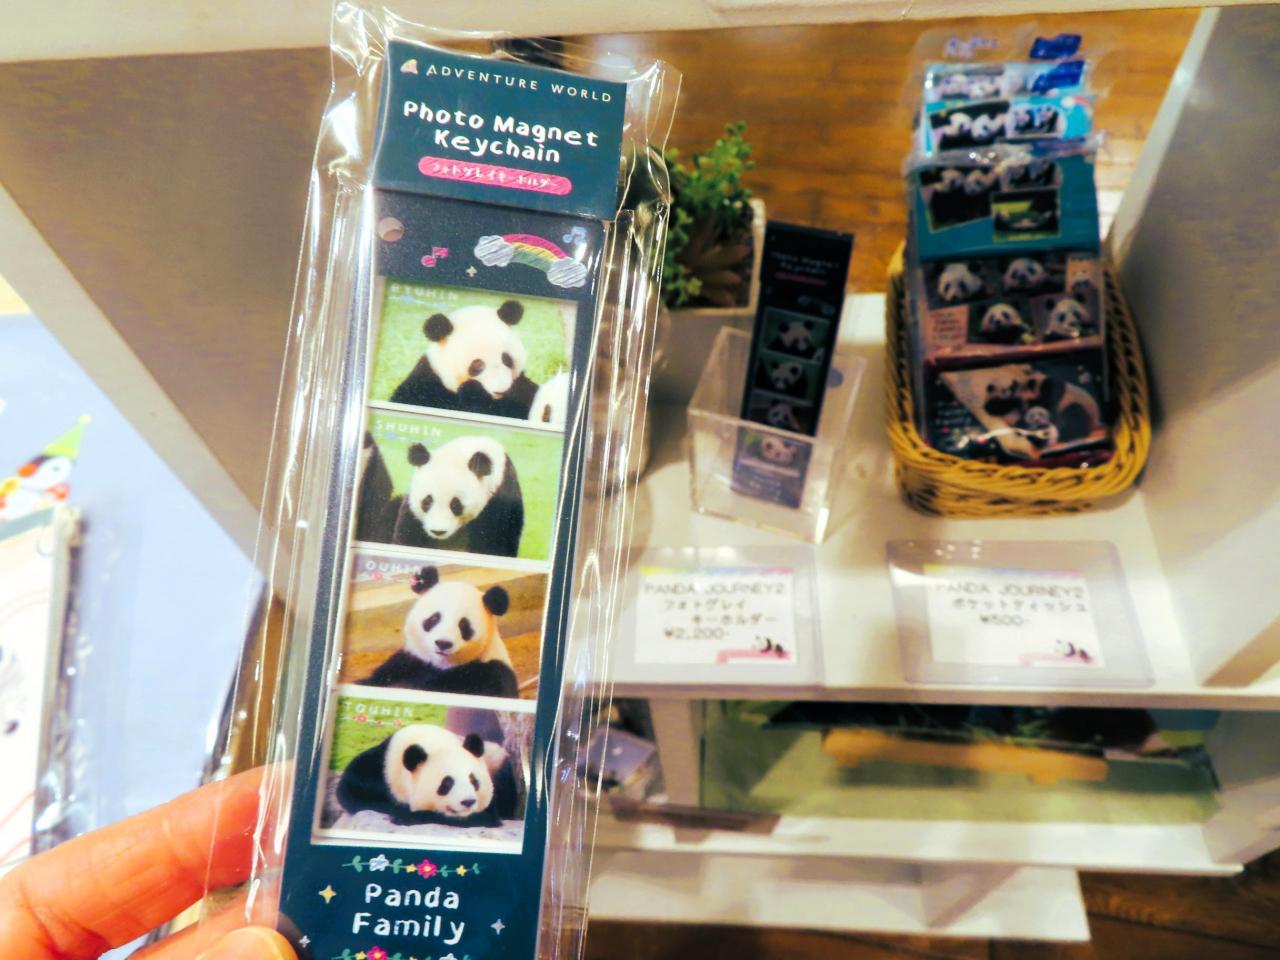 ADVENTURE WORLD
Photo Magnet
Keychain
フォトグレイキーホルダー
RYUHIN
SHUHIN
OUHIN
TOUHIN
Panda
Family
PANDA JOURNEY2
フォトグレイ
キーホルダー
¥2,200-
PANDA JOURNEY2
ポケットティッシュ
¥500-